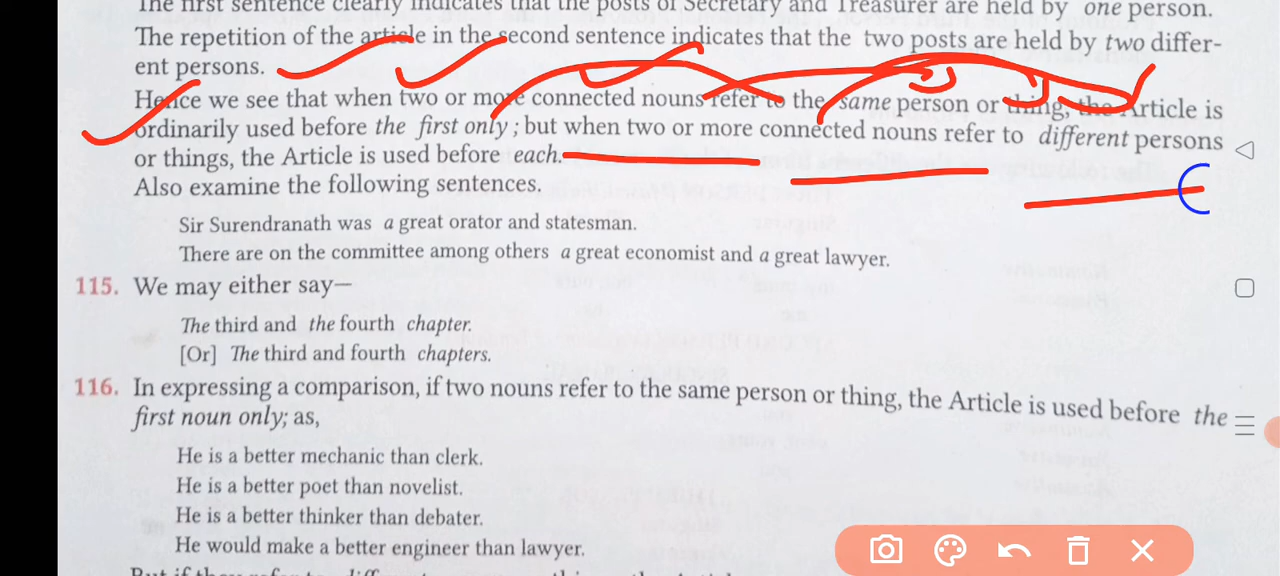 The first sentence clearly indicates that the posts of Secretary and Treasurer are held by one person.
The repetition of the article in the second sentence indicates that the two posts are held by two differ-
ent persons.
Hence we see that when two or more connected nouns refer to the same person or thing, the Article is
ordinarily used before the first only ; but when two or more connected nouns refer to different persons
or things, the Article is used before each.
Also examine the following sentences.
Sir Surendranath was a great orator and statesman.
There are on the committee among others a great economist and a great lawyer.
115. We may either say—
The third and the fourth chapter.
[Or] The third and fourth chapters.
116. In expressing a comparison, if two nouns refer to the same person or thing, the Article is used before the
first noun only; as,
He is a better mechanic than clerk.
He is a better poet than novelist.
He is a better thinker than debater.
He would make a better engineer than lawyer.